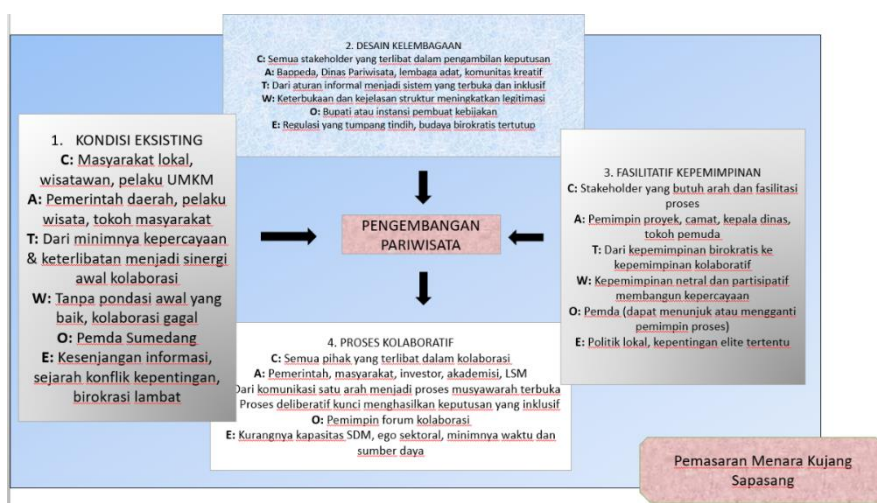 2. DESAIN KELEMBAGAAN
C: Semua stakeholder yang terlibat dalam pengambilan keputusan
A: Bappeda, Dinas Pariwisata, lembaga adat, komunitas kreatif
T: Dari aturan informal menjadi sistem yang terbuka dan inklusif
W: Keterbukaan dan kejelasan struktur meningkatkan legitimasi
O: Bupati atau instansi pembuat kebijakan
E: Regulasi yang tumpang tindih, budaya birokratis tertutup
1. KONDISI EKSISTING
C: Masyarakat lokal,
wisatawan, pelaku UMKM
A: Pemerintah daerah, pelaku
wisata, tokoh masyarakat
T: Dari minimnya kepercayaan
& keterlibatan menjadi sinergi
awal kolaborasi
W: Tanpa pondasi awal yang
baik, kolaborasi gagal
O: Pemda Sumedang
E: Kesenjangan informasi,
sejarah konflik kepentingan,
birokrasi lambat
PENGEMBANGAN
PARIWISATA
3. FASILITATIF KEPEMIMPINAN
C: Stakeholder yang butuh arah dan fasilitasi
proses
A: Pemimpin proyek, camat, kepala dinas,
tokoh pemuda
T: Dari kepemimpinan birokratis ke
kepemimpinan kolaboratif
W: Kepemimpinan netral dan partisipatif
membangun kepercayaan
O: Pemda (dapat menunjuk atau mengganti
pemimpin proses)
E: Politik lokal, kepentingan elite tertentu
4. PROSES KOLABORATIF
C: Semua pihak yang terlibat dalam kolaborasi
A: Pemerintah, masyarakat, investor, akademisi, LSM
Dari komunikasi satu arah menjadi proses musyawarah terbuka
Proses deliberatif kunci menghasilkan keputusan yang inklusif
O: Pemimpin forum kolaborasi
E: Kurangnya kapasitas SDM, ego sektoral, minimnya waktu dan
sumber daya
Pemasaran Menara Kujang
Sapasang